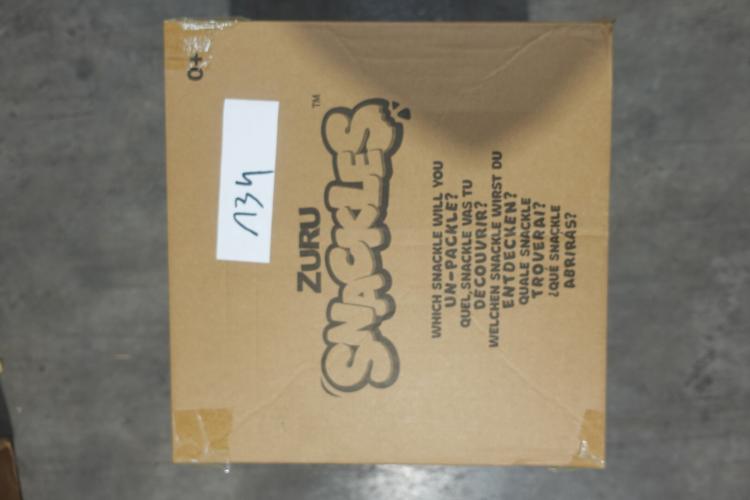 0+
134
ZURU
SNACKLES
TM
WHICH SNACKLE WILL YOU
UN-PACKLE?
QUEL SNACKLE VAS TU
DÉCOUVRIR?
WELCHEN SNACKLE WIRST DU
ENTDECKEN?
QUALE SNACKLE
TROVERAI?
¿QUÉ SNACKLE
ABRIRÁS?